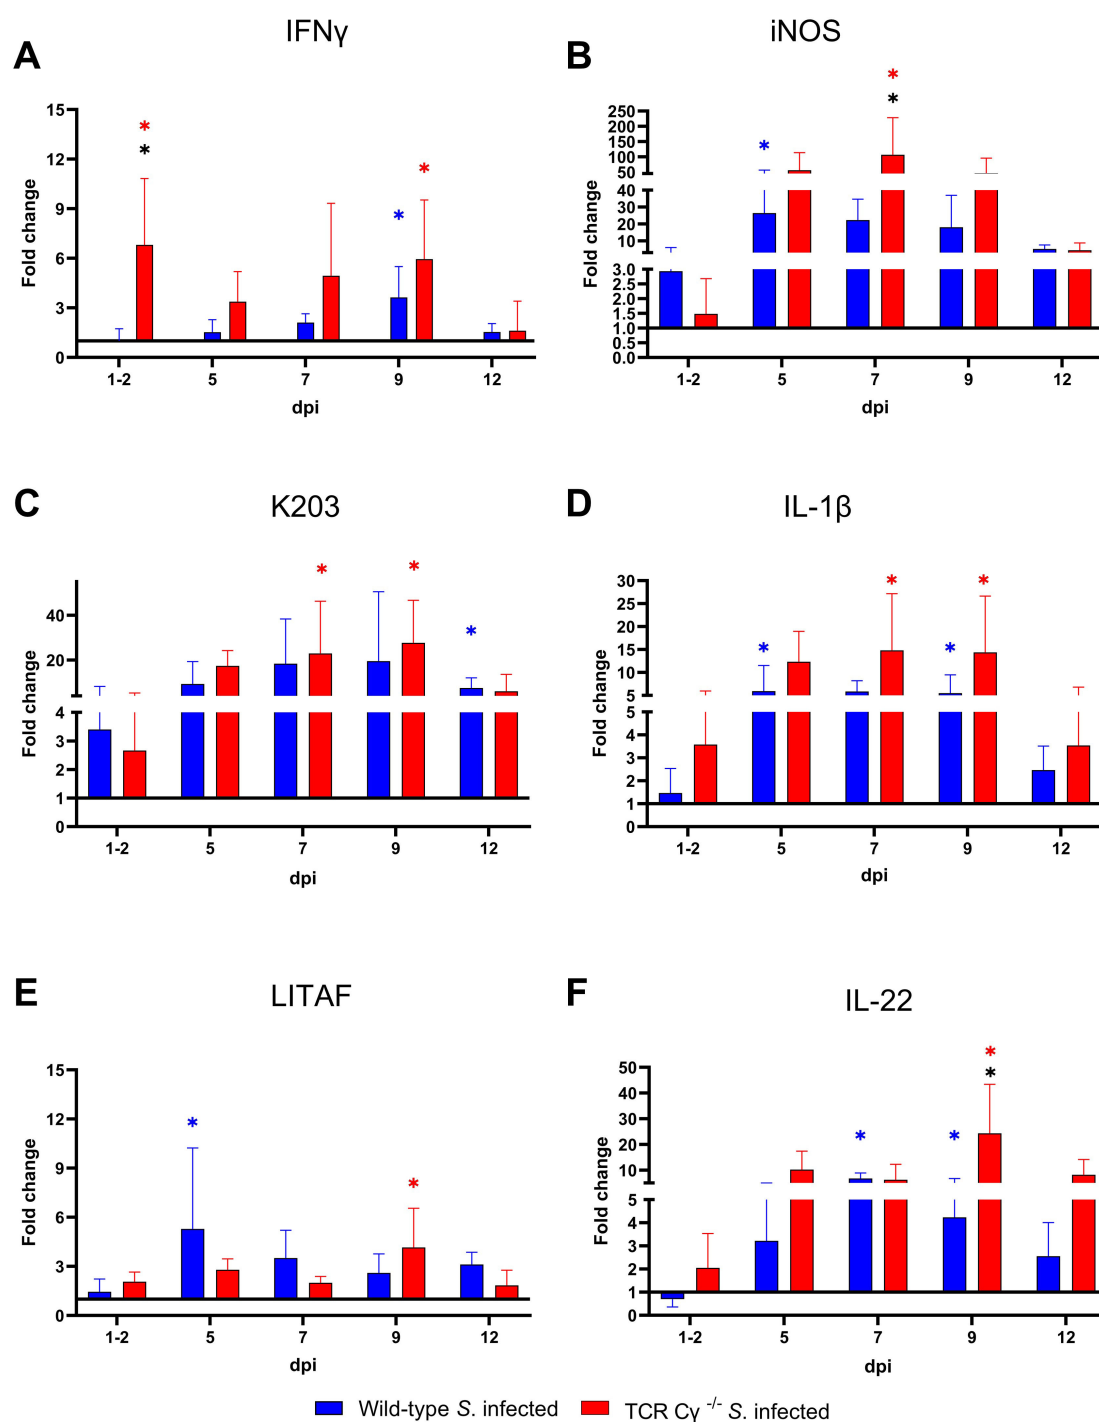 A
IFNγ
Fold change
15
12
9
6
3
0
* * * *
1-2 5 7 9 12
dpi
B
iNOS
Fold change
250
200
150
100
50
40
30
20
10
3.0
2.5
2.0
1.5
1.0
0.5
0.0
* * *
1-2 5 7 9 12
dpi
C
K203
Fold change
40
20
4
3
2
1
0
* * *
1-2 5 7 9 12
dpi
D
IL-1β
Fold change
30
25
20
15
10
5
5
4
3
2
1
0
* * * *
1-2 5 7 9 12
dpi
E
LITAF
Fold change
15
12
9
6
3
0
* *
1-2 5 7 9 12
dpi
F
IL-22
Fold change
50
40
30
20
10
5
4
3
2
1
0
* * * *
1-2 5 7 9 12
dpi
Wild-type S. infected
TCR Cγ -/- S. infected